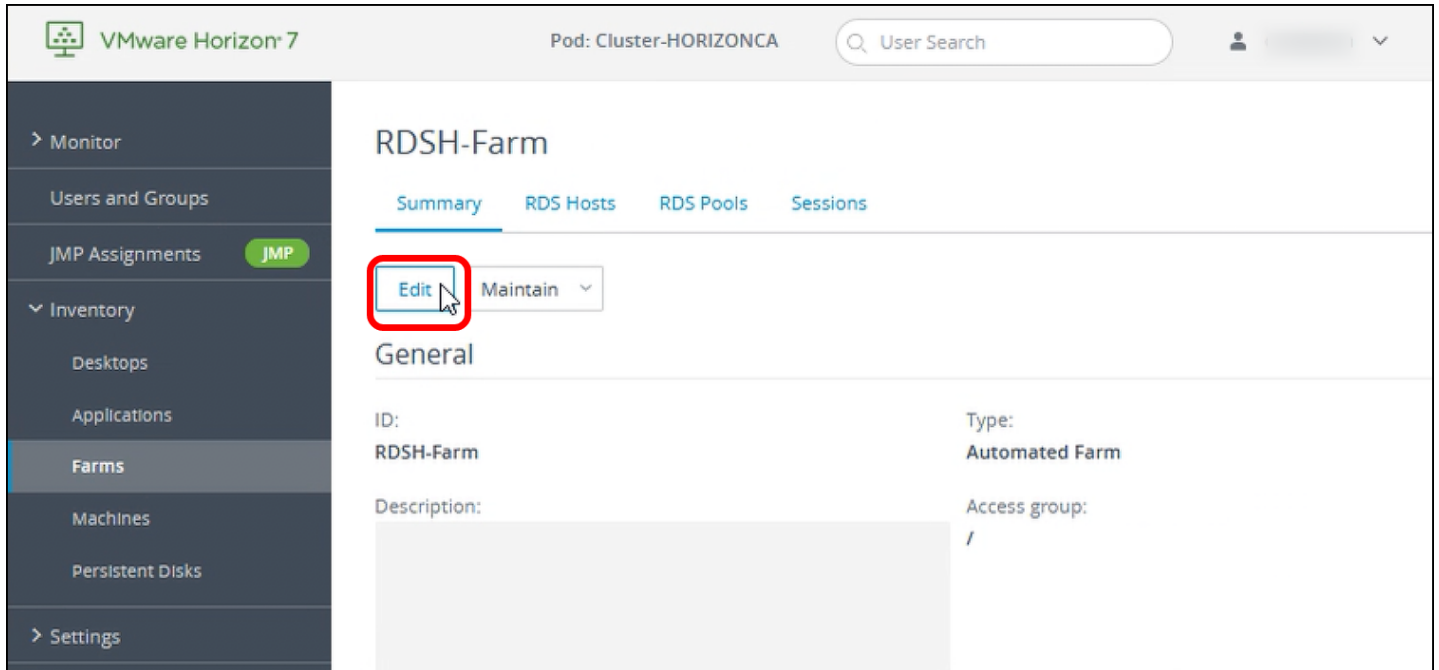 VMware Horizon® 7
Pod: Cluster-HORIZONCA
User Search
Monitor
Users and Groups
JMP Assignments
JMP
Inventory
Desktops
Applications
Farms
Machines
Persistent Disks
Settings
RDSH-Farm
Summary RDS Hosts RDS Pools Sessions
Edit Maintain
General
ID:
RDSH-Farm
Type:
Automated Farm
Description:
Access group:
/